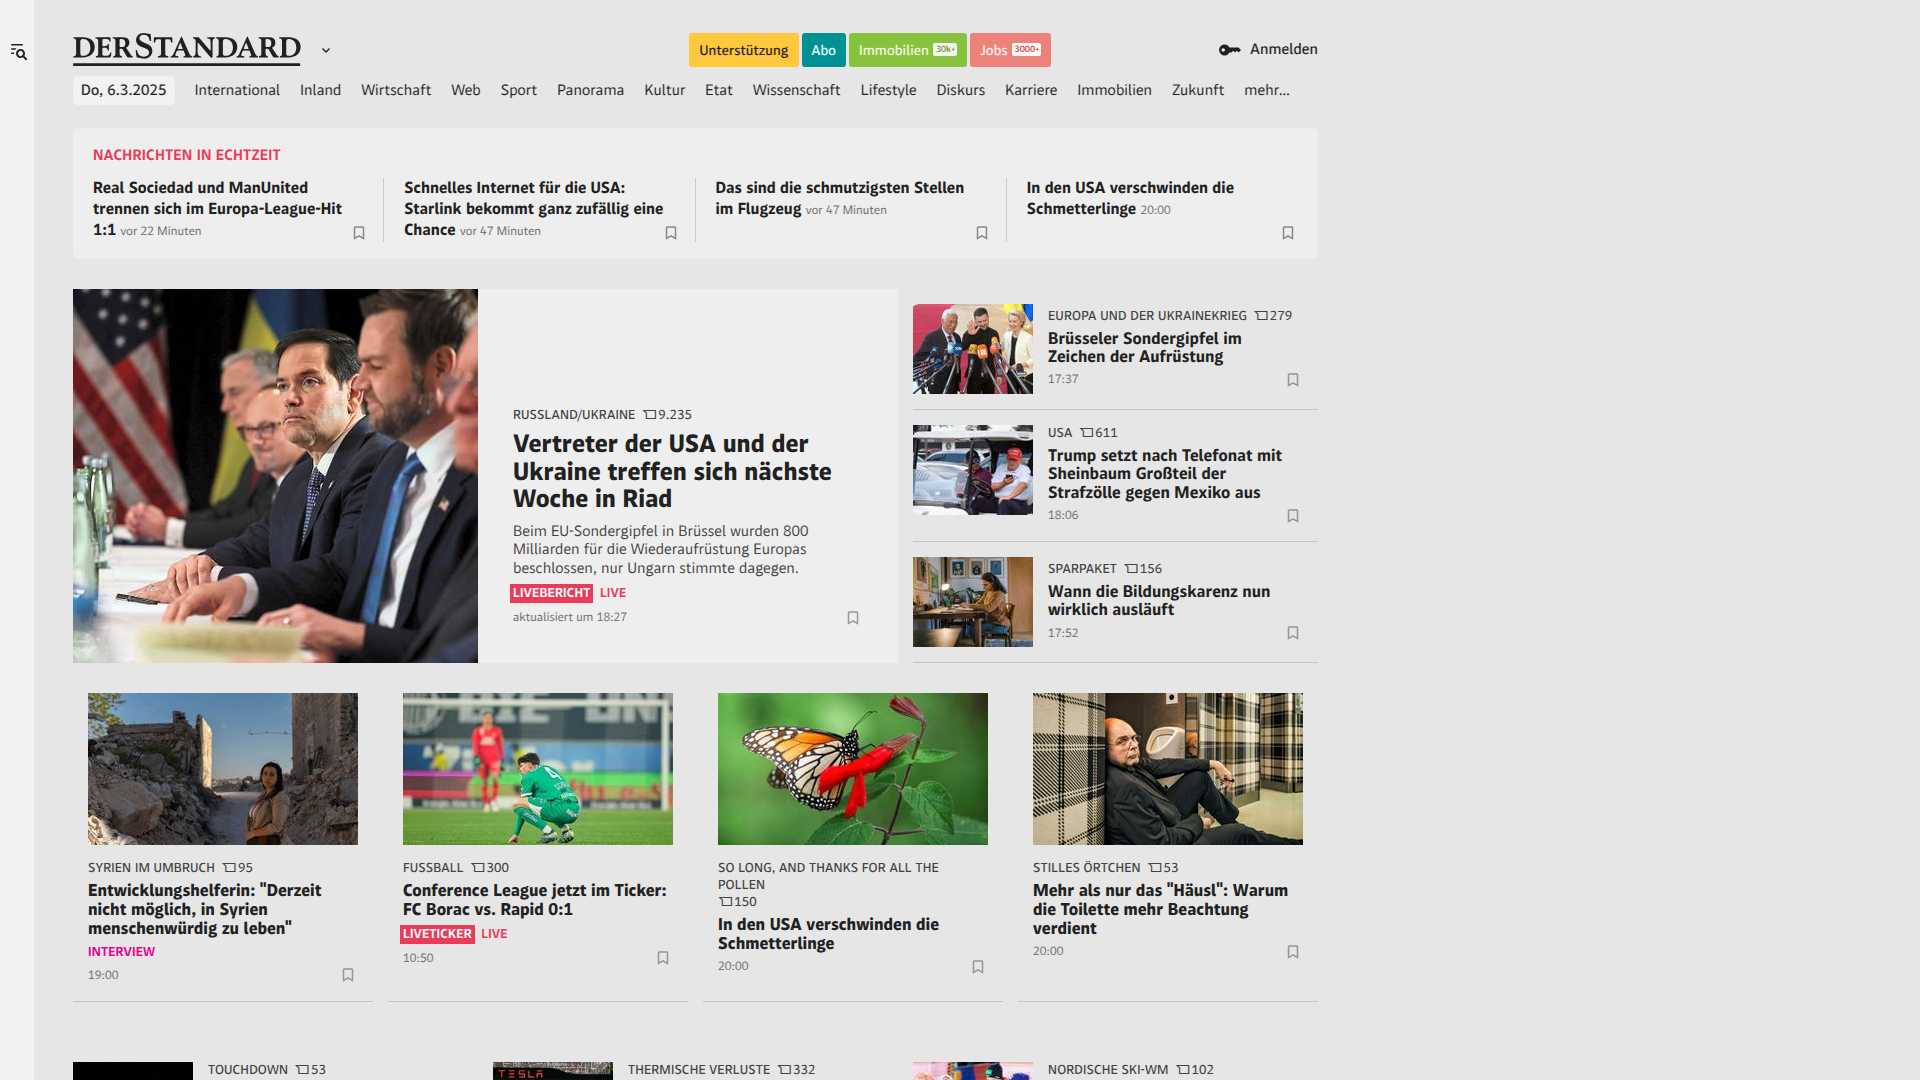 DERSTANDARD
Unterstützung
Abo
Immobilien 30k+
Jobs 3000+
Anmelden
Do, 6.3.2025
International
Inland
Wirtschaft
Web
Sport
Panorama
Kultur
Etat
Wissenschaft
Lifestyle
Diskurs
Karriere
Immobilien
Zukunft
mehr...
NACHRICHTEN IN ECHTZEIT
Real Sociedad und ManUnited
trennen sich im Europa-League-Hit
1:1 vor 22 Minuten
Schnelles Internet für die USA:
Starlink bekommt ganz zufällig eine
Chance vor 47 Minuten
Das sind die schmutzigsten Stellen
im Flugzeug vor 47 Minuten
In den USA verschwinden die
Schmetterlinge 20:00
RUSSLAND/UKRAINE 9.235
Vertreter der USA und der
Ukraine treffen sich nächste
Woche in Riad
Beim EU-Sondergipfel in Brüssel wurden 800
Milliarden für die Wiederaufrüstung Europas
beschlossen, nur Ungarn stimmte dagegen.
LIVEBERICHT LIVE
aktualisiert um 18:27
EUROPA UND DER UKRAINEKRIEG 279
Brüsseler Sondergipfel im
Zeichen der Aufrüstung
17:37
USA 611
Trump setzt nach Telefonat mit
Sheinbaum Großteil der
Strafzölle gegen Mexiko aus
18:06
SPARPAKET 156
Wann die Bildungskarenz nun
wirklich ausläuft
17:52
SYRIEN IM UMBRUCH 95
Entwicklungshelferin: "Derzeit
nicht möglich, in Syrien
menschenwürdig zu leben"
INTERVIEW
19:00
FUSSBALL 300
Conference League jetzt im Ticker:
FC Borac vs. Rapid 0:1
LIVETICKER LIVE
10:50
SO LONG, AND THANKS FOR ALL THE
POLLEN
150
In den USA verschwinden die
Schmetterlinge
20:00
STILLES ÖRTCHEN 53
Mehr als nur das "Häusl": Warum
die Toilette mehr Beachtung
verdient
20:00
TOUCHDOWN 53
TESLA
THERMISCHE VERLUSTE 332
NORDISCHE SKI-WM 102